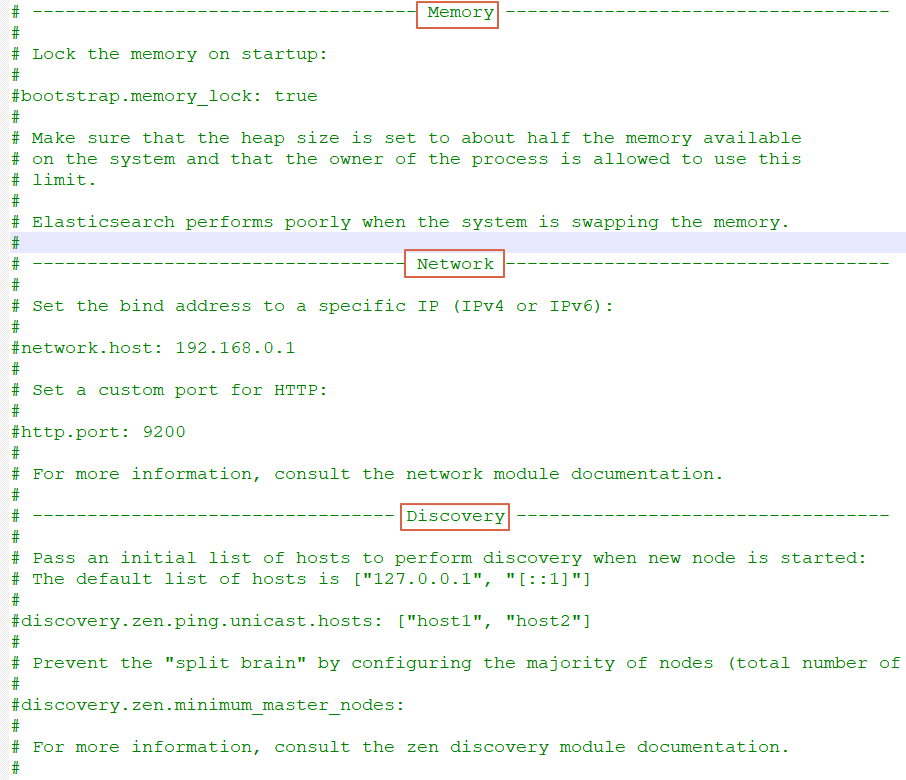 # ----------------------------------- Memory -----------------------------------
#
# Lock the memory on startup:
#
#bootstrap.memory_lock: true
#
# Make sure that the heap size is set to about half the memory available
# on the system and that the owner of the process is allowed to use this
# limit.
#
# Elasticsearch performs poorly when the system is swapping the memory.
#
# ---------------------------------- Network -----------------------------------
#
# Set the bind address to a specific IP (IPv4 or IPv6):
#
#network.host: 192.168.0.1
#
# Set a custom port for HTTP:
#
#http.port: 9200
#
# For more information, consult the network module documentation.
#
# --------------------------------- Discovery ----------------------------------
#
# Pass an initial list of hosts to perform discovery when new node is started:
# The default list of hosts is ["127.0.0.1", "[::1]"]
#
#discovery.zen.ping.unicast.hosts: ["host1", "host2"]
#
# Prevent the "split brain" by configuring the majority of nodes (total number of
#
#discovery.zen.minimum_master_nodes:
#
# For more information, consult the zen discovery module documentation.
#